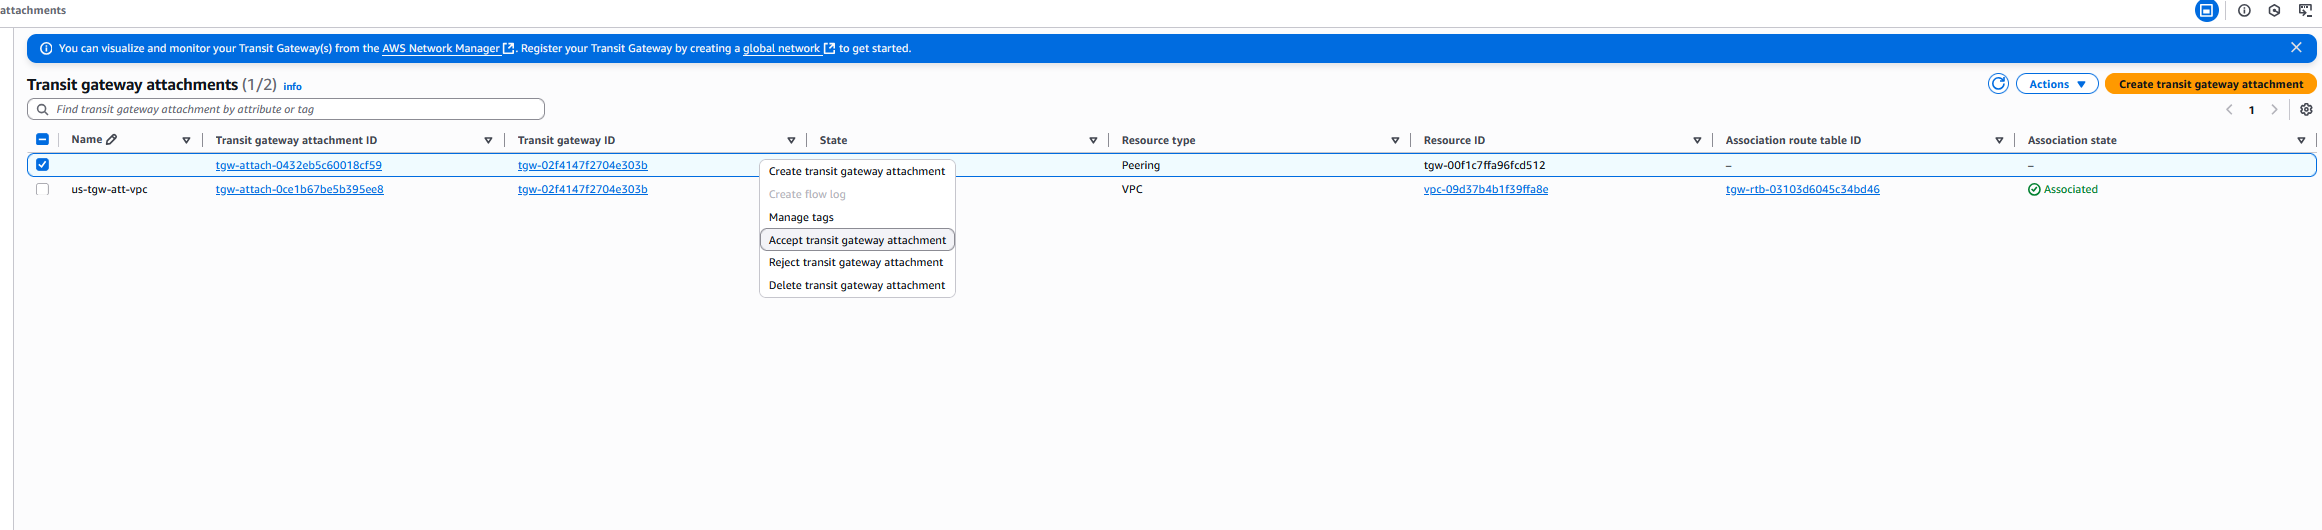 attachments
You can visualize and monitor your Transit Gateway(s) from the AWS Network Manager. Register your Transit Gateway by creating a global network to get started.
Transit gateway attachments (1/2) info
Actions
Create transit gateway attachment
Find transit gateway attachment by attribute or tag
1
Name Transit gateway attachment ID Transit gateway ID State Resource type Resource ID Association route table ID Association state
tgw-attach-0432eb5c60018cf59 tgw-02f4147f2704e303b Peering tgw-00f1c7ffa96fcd512 – –
us-tgw-att-vpc tgw-attach-0ce1b67be5b395ee8 tgw-02f4147f2704e303b VPC vpc-09d37b4b1f39ffa8e tgw-rtb-03103d6045c34bd46 Associated
Create transit gateway attachment
Create flow log
Manage tags
Accept transit gateway attachment
Reject transit gateway attachment
Delete transit gateway attachment